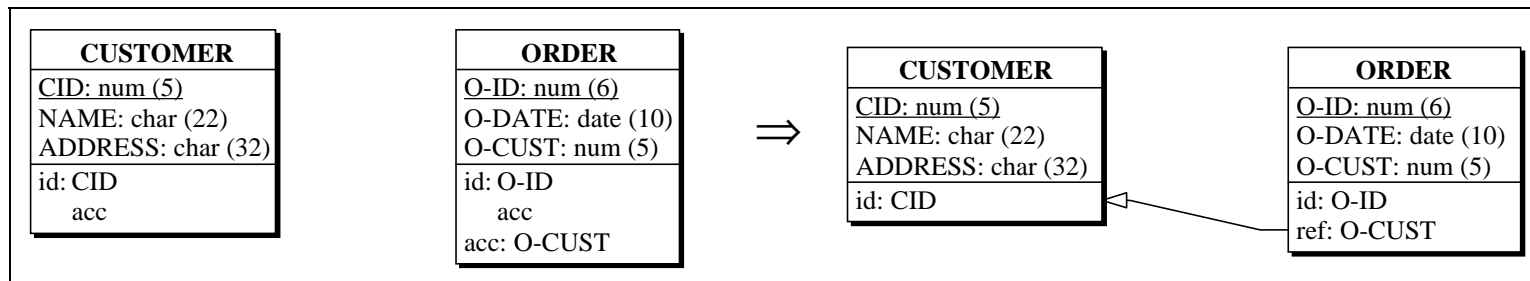 CUSTOMER
CID: num (5)
NAME: char (22)
ADDRESS: char (32)
id: CID
acc
ORDER
O-ID: num (6)
O-DATE: date (10)
O-CUST: num (5)
id: O-ID
acc
acc: O-CUST
⇒
CUSTOMER
CID: num (5)
NAME: char (22)
ADDRESS: char (32)
id: CID
ORDER
O-ID: num (6)
O-DATE: date (10)
O-CUST: num (5)
id: O-ID
ref: O-CUST